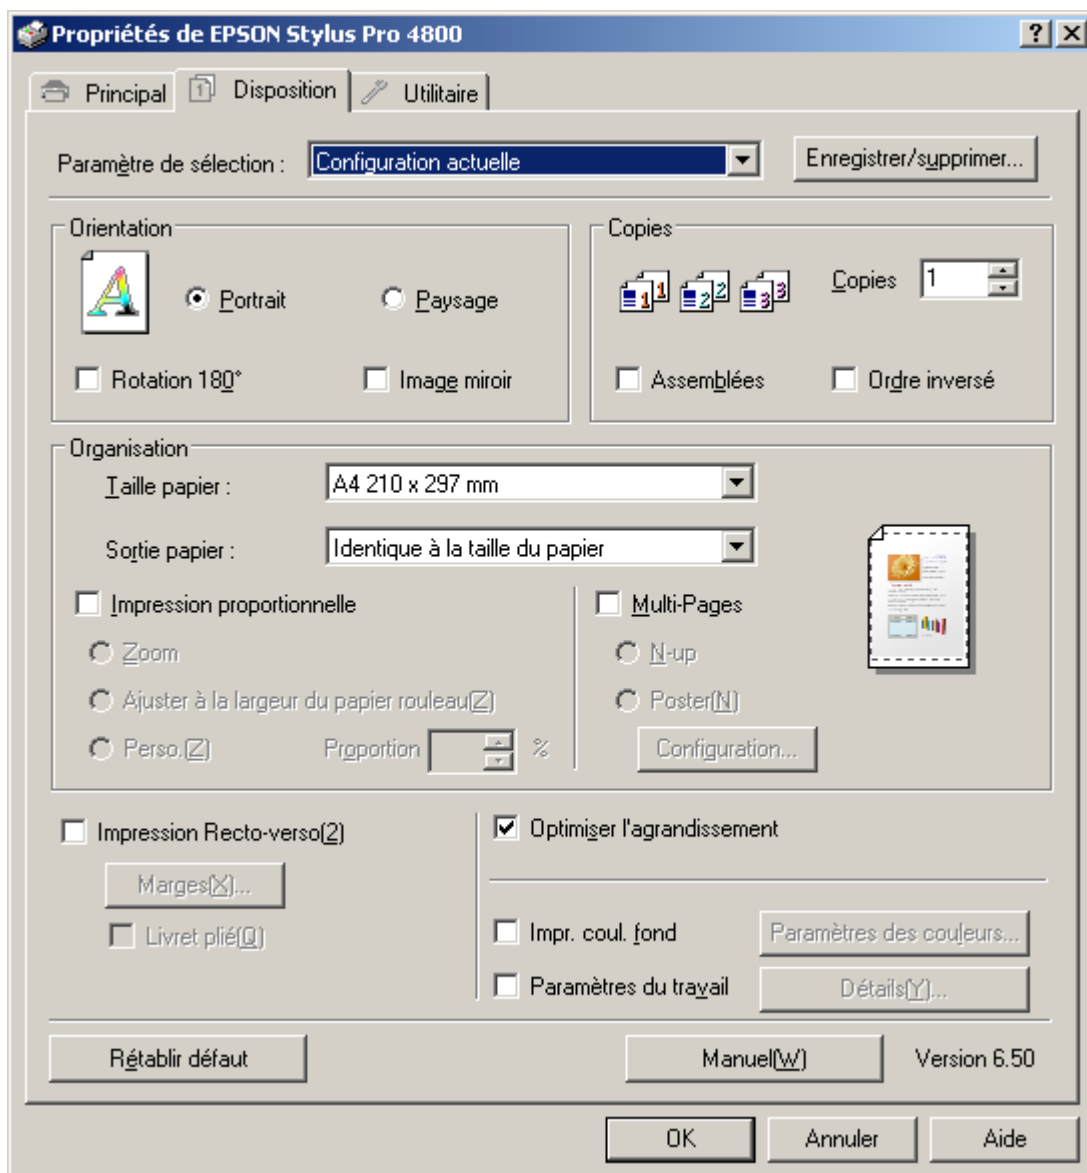 Propriétés de EPSON Stylus Pro 4800
Principal Disposition Utilitaire
Paramètre de sélection : Configuration actuelle Enregistrer/supprimer...
Orientation
Portrait Paysage
Rotation 180° Image miroir
Copies
Copies 1
Assemblées Ordre inversé
Organisation
Taille papier : A4 210 x 297 mm
Sortie papier : Identique à la taille du papier
Impression proportionnelle
Zoom
Ajuster à la largeur du papier rouleau(Z)
Perso.(Z) Proportion %
Multi-Pages
N-up
Poster(N)
Configuration...
Impression Recto-verso(2)
Marges(X)...
Livret plié(Q)
Optimiser l'agrandissement
Impr. coul. fond Paramètres des couleurs...
Paramètres du travail Détails(Y)...
Rétablir défaut Manuel(W) Version 6.50
OK Annuler Aide